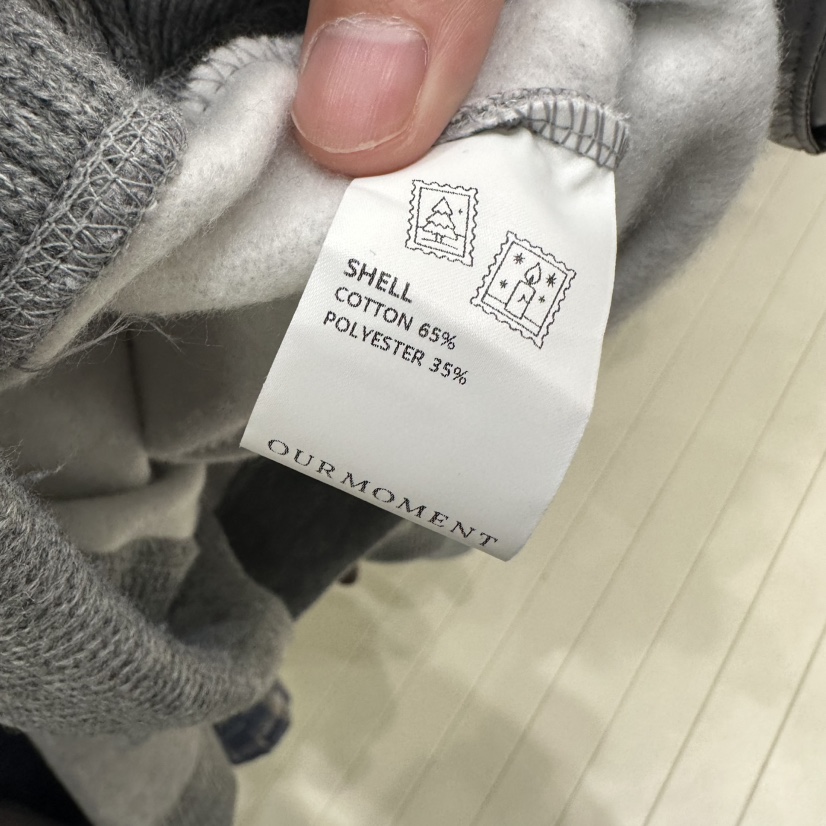 SHELL
COTTON 65%
POLYESTER 35%
OURMOMENT